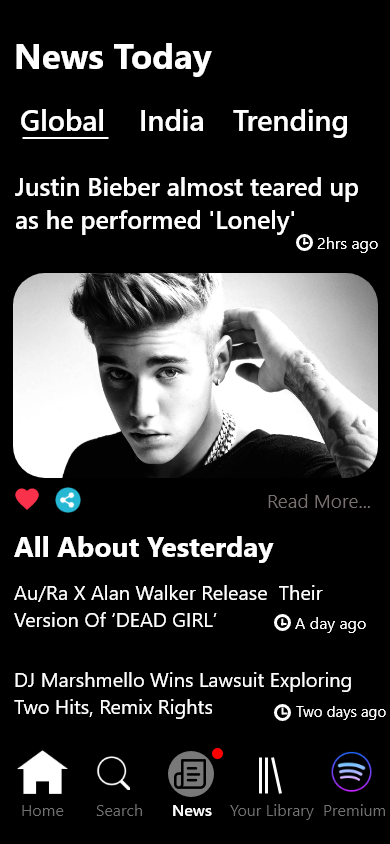 News Today
Global India Trending
Justin Bieber almost teared up
as he performed 'Lonely'
2hrs ago
Read More...
All About Yesterday
Au/Ra X Alan Walker Release  Their
Version Of ‘DEAD GIRL’
A day ago
DJ Marshmello Wins Lawsuit Exploring
Two Hits, Remix Rights
Two days ago
Home Search News Your Library Premium